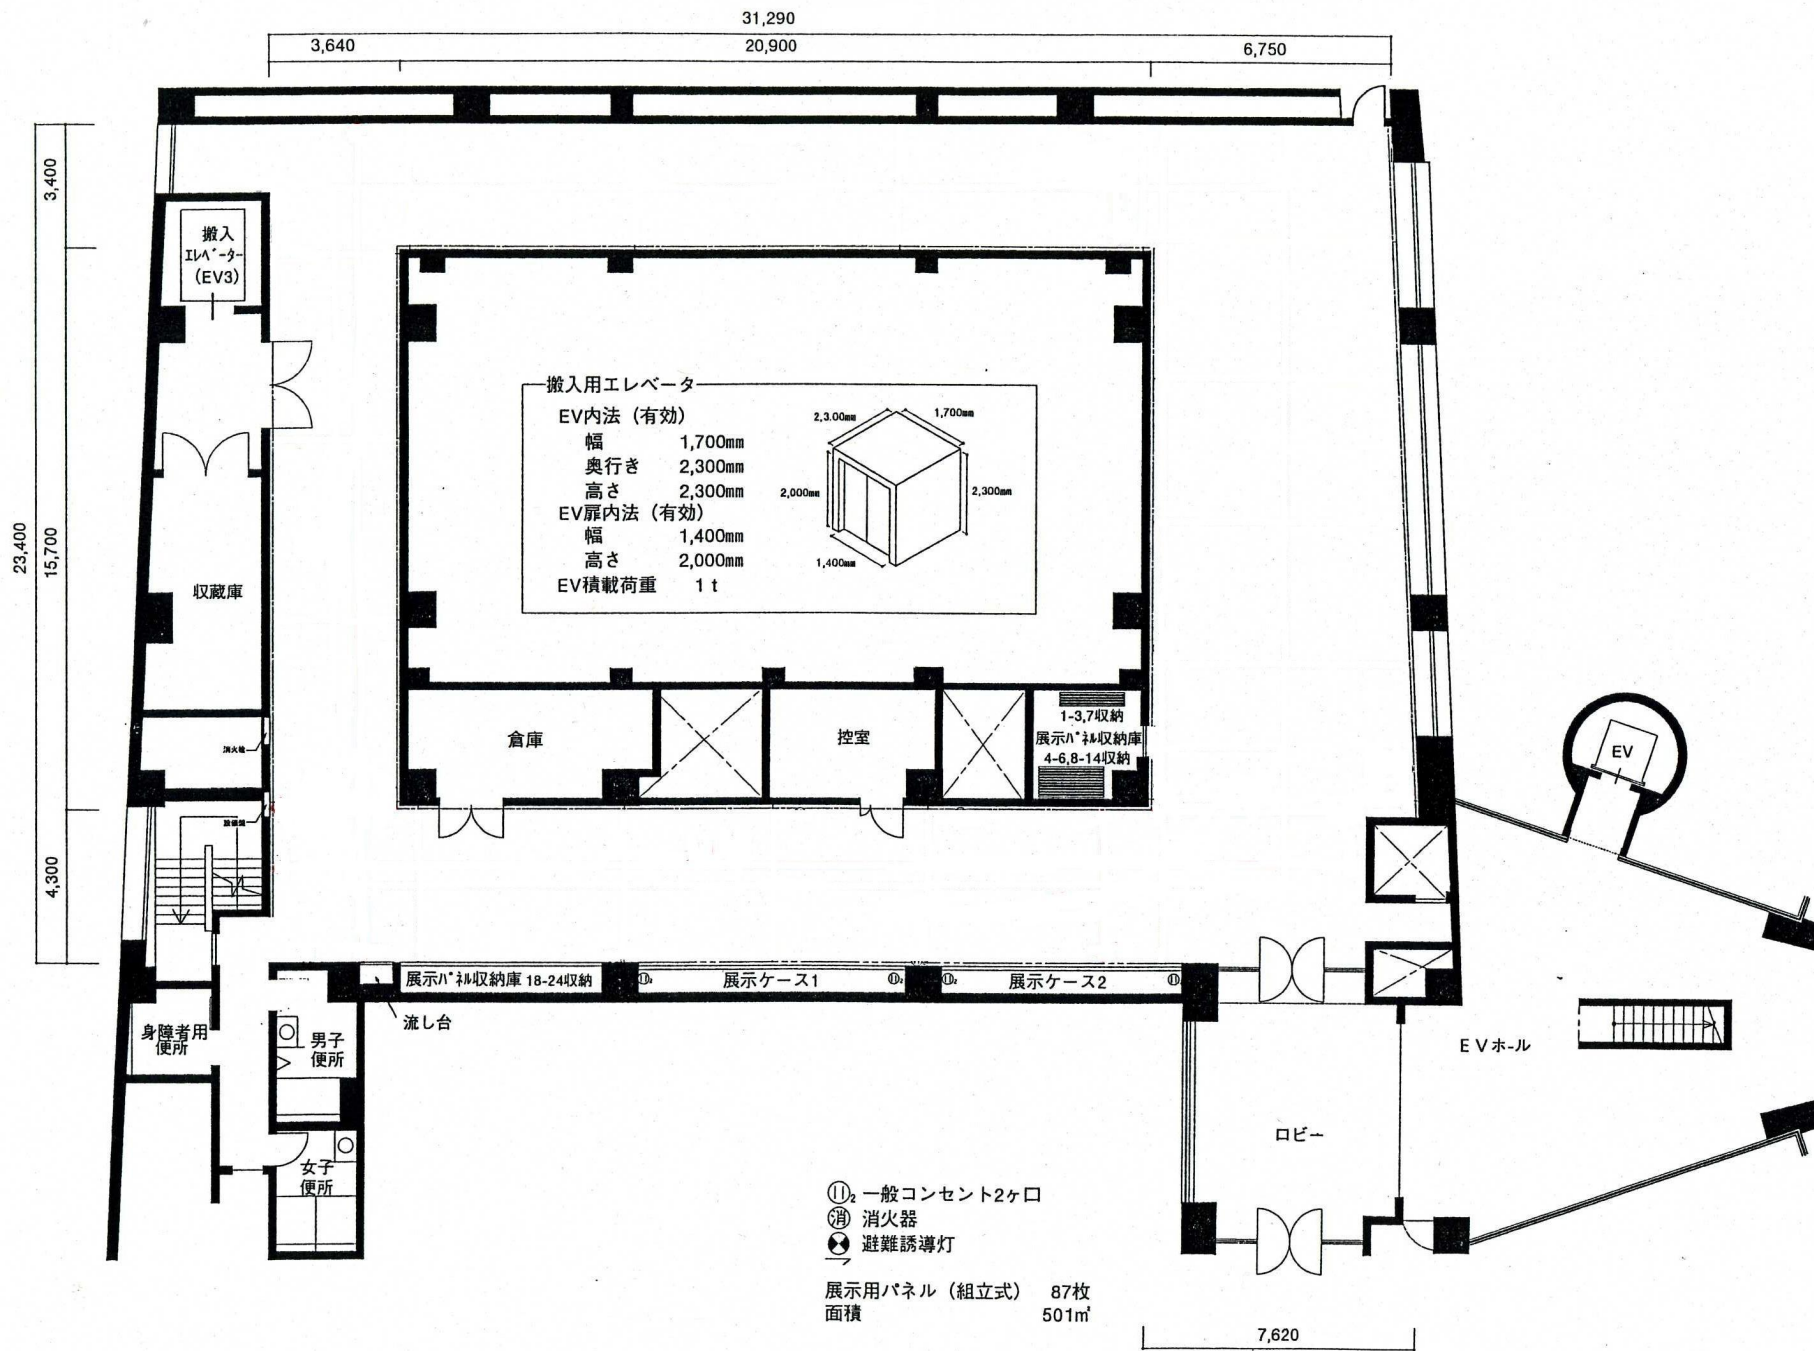 31,290
3,640
20,900
6,750
3,400
23,400
15,700
4,300
搬入
エレベーター
(EV3)
搬入用エレベータ
EV内法（有効）
幅 1,700mm
奥行き 2,300mm
高さ 2,300mm
EV扉内法（有効）
幅 1,400mm
高さ 2,000mm
EV積載荷重 1 t
2,3.00mm
1,700mm
2,000mm
2,300mm
1,400mm
収蔵庫
消火栓
倉庫
控室
1-3,7収納
展示パネル収納庫
4-6,8-14収納
EV
展示パネル収納庫 18-24収納
展示ケース1
展示ケース2
流し台
身障者用
便所
男子
便所
女子
便所
EVホ-ル
ロビー
⑪₂ 一般コンセント2ヶ口
消 消火器
避難誘導灯
展示用パネル（組立式） 87枚
面積 501㎡
7,620